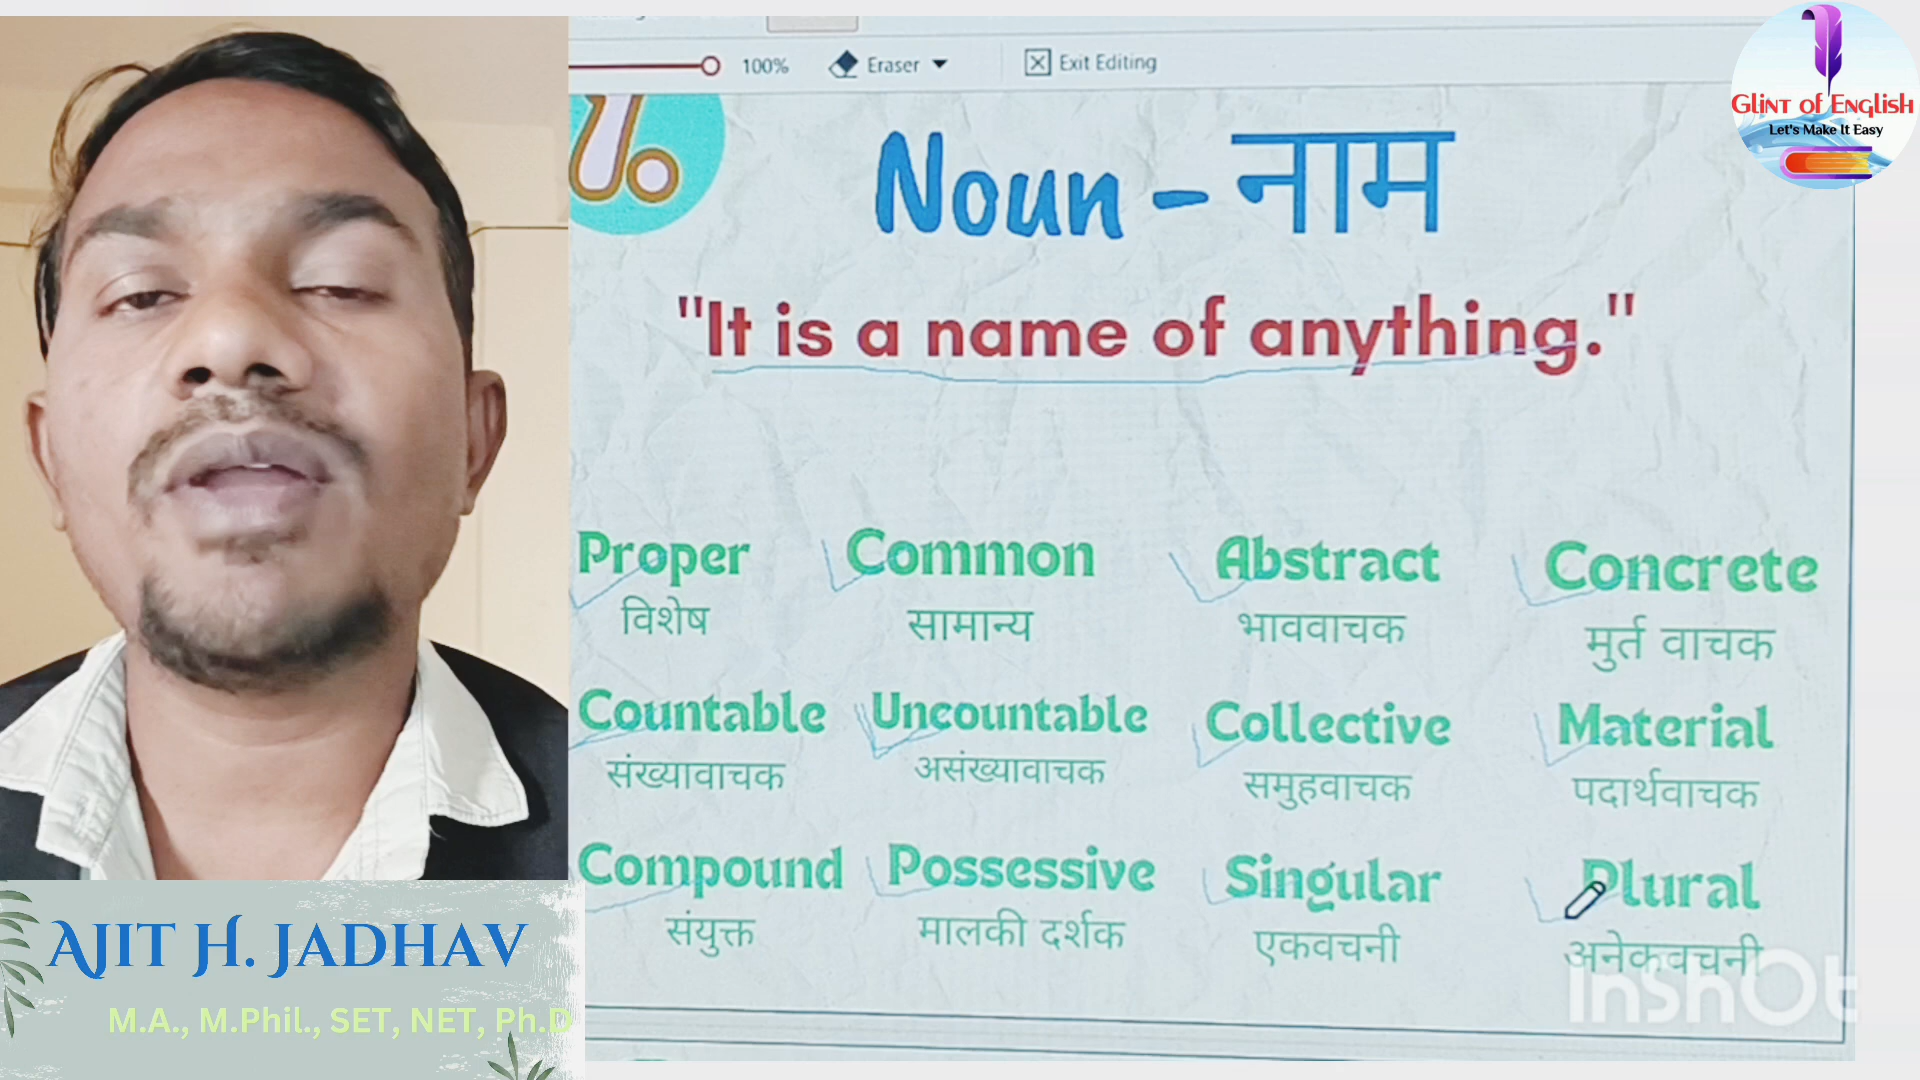 100% Eraser Exit Editing
Glint of English
Let's Make It Easy
Noun - नाम
"It is a name of anything."
Proper Common Abstract Concrete
विशेष सामान्य भाववाचक मुर्त वाचक
Countable Uncountable Collective Material
संख्यावाचक असंख्यावाचक समुहवाचक पदार्थवाचक
Compound Possessive Singular Plural
संयुक्त मालकी दर्शक एकवचनी अनेकवचनी
InShOt
AJIT H. JADHAV
M.A., M.Phil., SET, NET, Ph.D